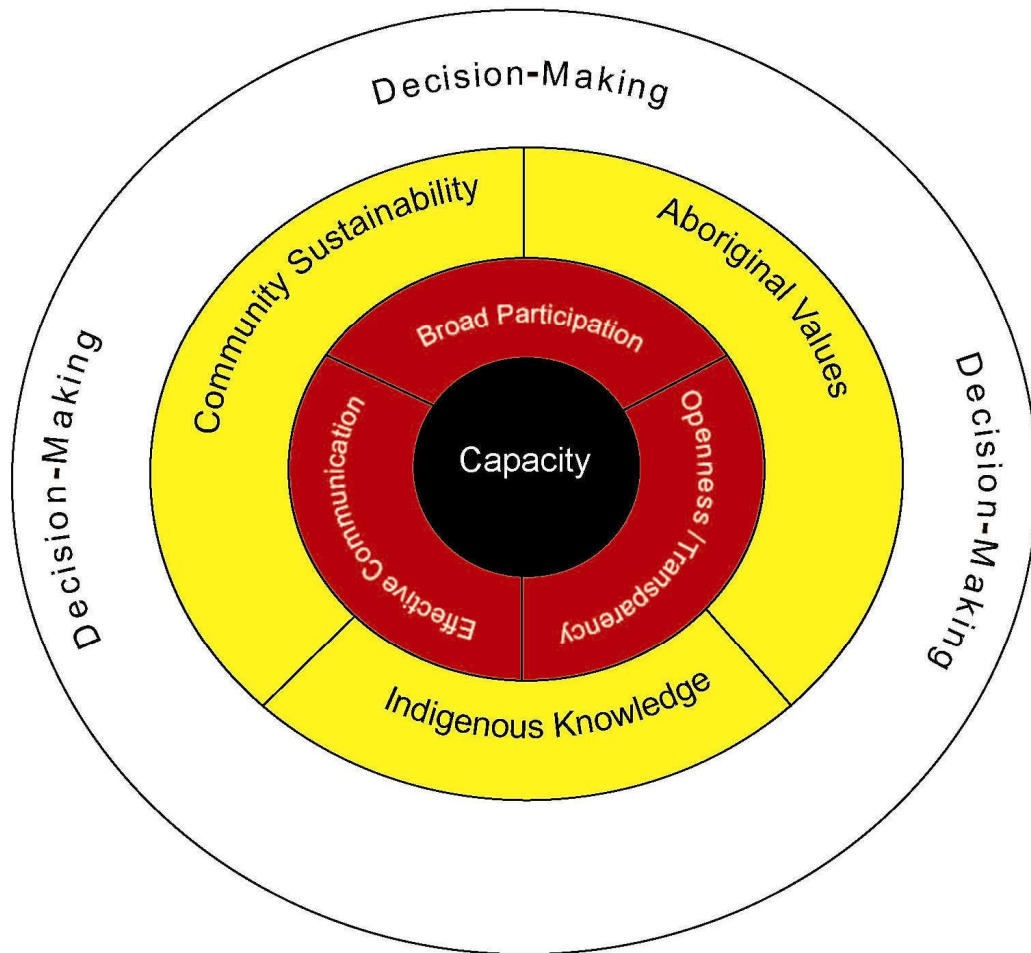 Decision-Making
Community Sustainability
Aboriginal Values
Broad Participation
Decision-Making
Decision-Making
Effective Communication
Capacity
Openness / Transparency
Indigenous Knowledge